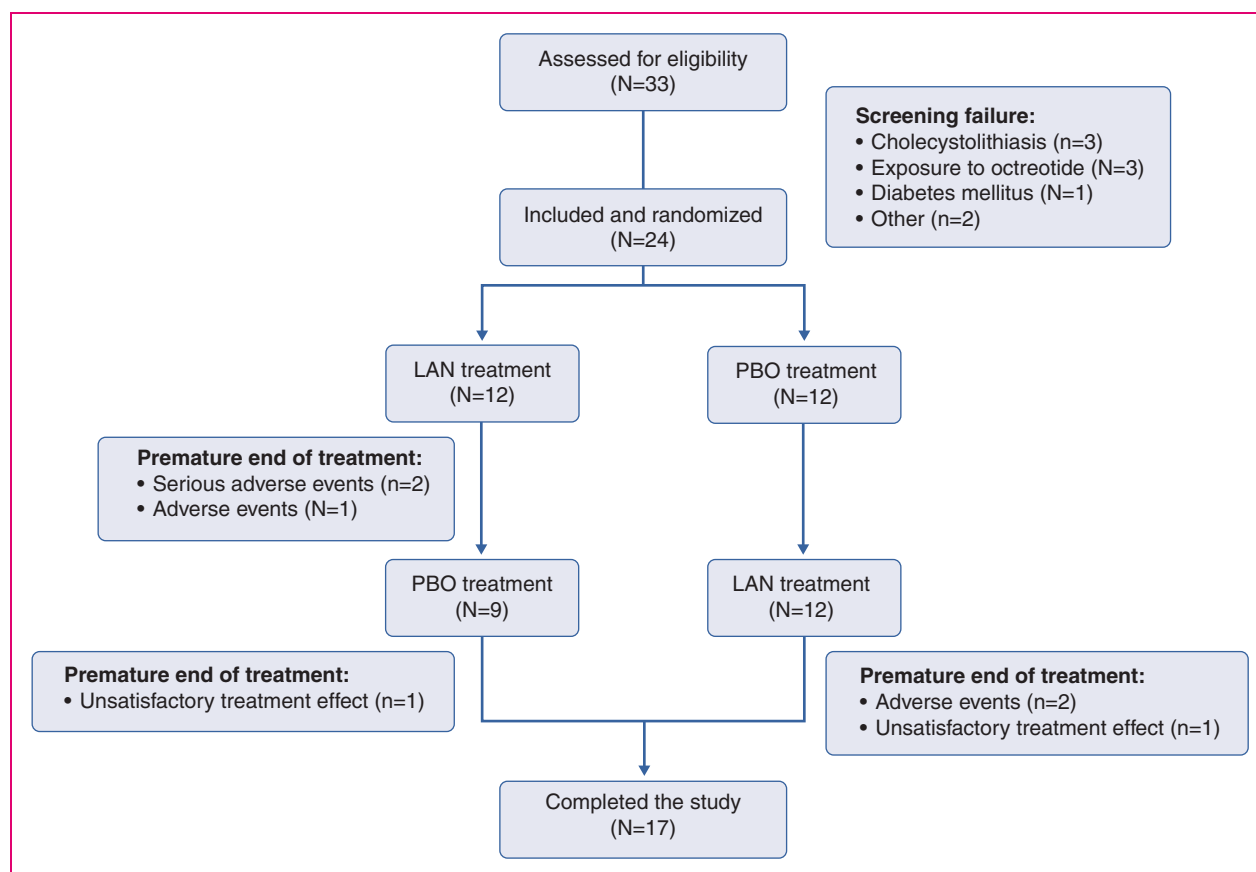 Assessed for eligibility
(N=33)
Screening failure:
• Cholecystolithiasis (n=3)
• Exposure to octreotide (N=3)
• Diabetes mellitus (N=1)
• Other (n=2)
Included and randomized
(N=24)
LAN treatment
(N=12)
PBO treatment
(N=12)
Premature end of treatment:
• Serious adverse events (n=2)
• Adverse events (N=1)
PBO treatment
(N=9)
LAN treatment
(N=12)
Premature end of treatment:
• Unsatisfactory treatment effect (n=1)
Premature end of treatment:
• Adverse events (n=2)
• Unsatisfactory treatment effect (n=1)
Completed the study
(N=17)